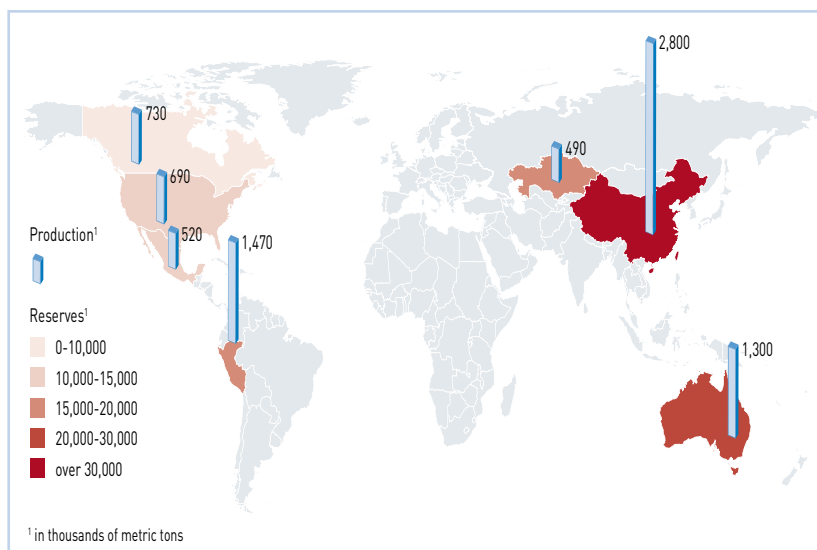 2,800
730
490
690
520
1,470
Production¹
1,300
Reserves¹
0-10,000
10,000-15,000
15,000-20,000
20,000-30,000
over 30,000
¹ in thousands of metric tons